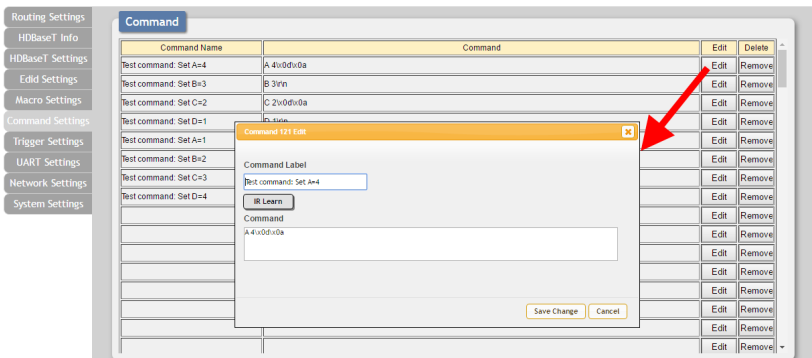 Routing Settings
HDBaseT Info
HDBaseT Settings
Edid Settings
Macro Settings
Command Settings
Trigger Settings
UART Settings
Network Settings
System Settings
Command
Command Name Command Edit Delete
Test command: Set A=4 A 4\x0d\x0a Edit Remove
Test command: Set B=3 B 3\r\n Edit Remove
Test command: Set C=2 C 2\x0d\x0a Edit Remove
Test command: Set D=1 D 1\r\n Edit Remove
Test command: Set A=1 Edit Remove
Test command: Set B=2 Edit Remove
Test command: Set C=3 Edit Remove
Test command: Set D=4 Edit Remove
Edit Remove
Edit Remove
Edit Remove
Edit Remove
Edit Remove
Edit Remove
Edit Remove
Edit Remove
Command 121 Edit
Command Label
Test command: Set A=4
IR Learn
Command
A 4\x0d\x0a
Save Change Cancel